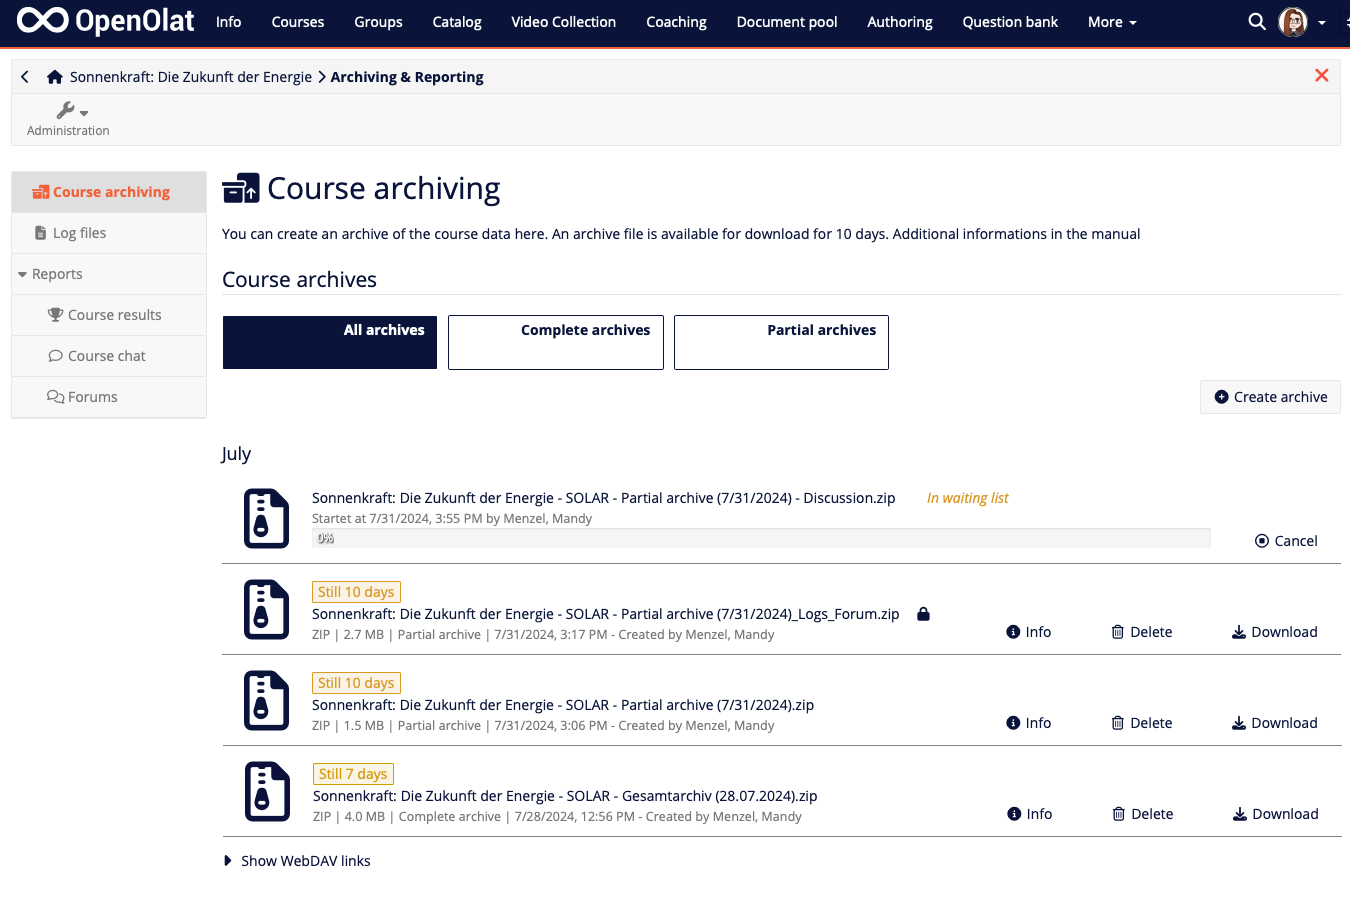 OpenOlat Info Courses Groups Catalog Video Collection Coaching Document pool Authoring Question bank More
Sonnenkraft: Die Zukunft der Energie Archiving & Reporting
Administration
Course archiving
Log files
Reports
Course results
Course chat
Forums
Course archiving
You can create an archive of the course data here. An archive file is available for download for 10 days. Additional informations in the manual
Course archives
All archives Complete archives Partial archives
Create archive
July
Sonnenkraft: Die Zukunft der Energie - SOLAR - Partial archive (7/31/2024) - Discussion.zip In waiting list
Startet at 7/31/2024, 3:55 PM by Menzel, Mandy
0%
Cancel
Still 10 days
Sonnenkraft: Die Zukunft der Energie - SOLAR - Partial archive (7/31/2024)_Logs_Forum.zip
ZIP | 2.7 MB | Partial archive | 7/31/2024, 3:17 PM - Created by Menzel, Mandy
Info Delete Download
Still 10 days
Sonnenkraft: Die Zukunft der Energie - SOLAR - Partial archive (7/31/2024).zip
ZIP | 1.5 MB | Partial archive | 7/31/2024, 3:06 PM - Created by Menzel, Mandy
Info Delete Download
Still 7 days
Sonnenkraft: Die Zukunft der Energie - SOLAR - Gesamtarchiv (28.07.2024).zip
ZIP | 4.0 MB | Complete archive | 7/28/2024, 12:56 PM - Created by Menzel, Mandy
Info Delete Download
Show WebDAV links